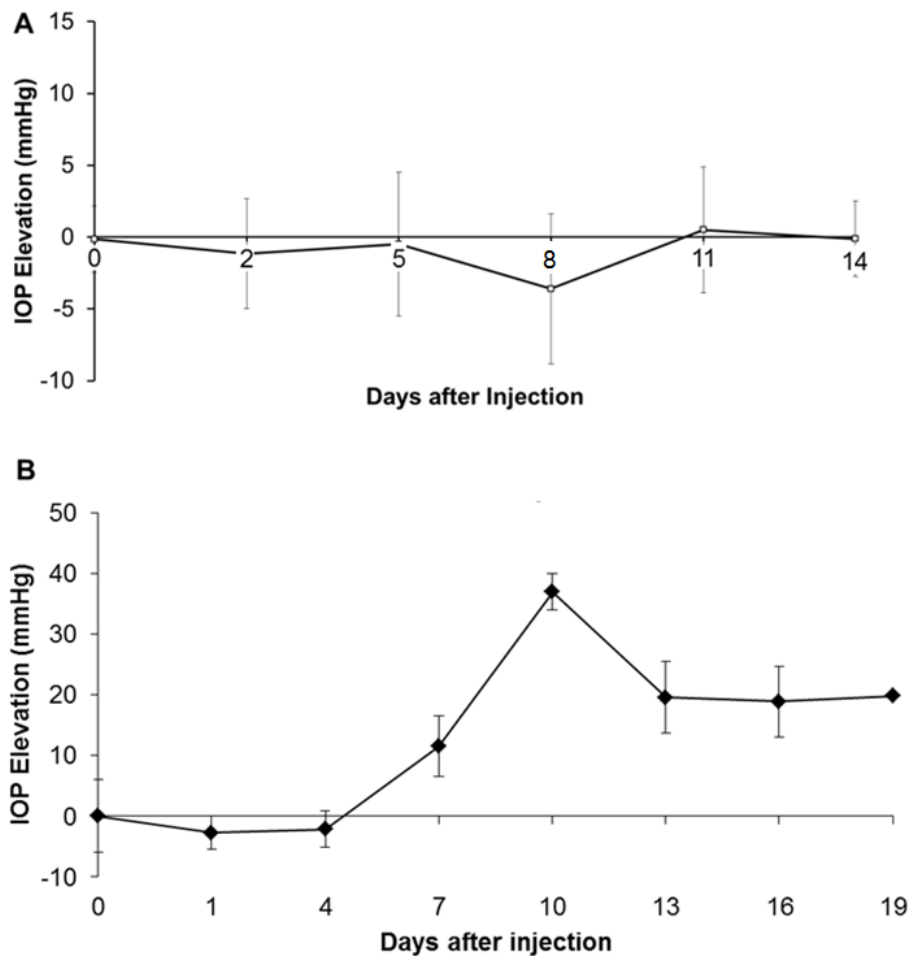 A
IOP Elevation (mmHg)
15
10
5
0
-5
-10
0 2 5 8 11 14
Days after Injection
B
IOP Elevation (mmHg)
50
40
30
20
10
0
-10
0 1 4 7 10 13 16 19
Days after injection